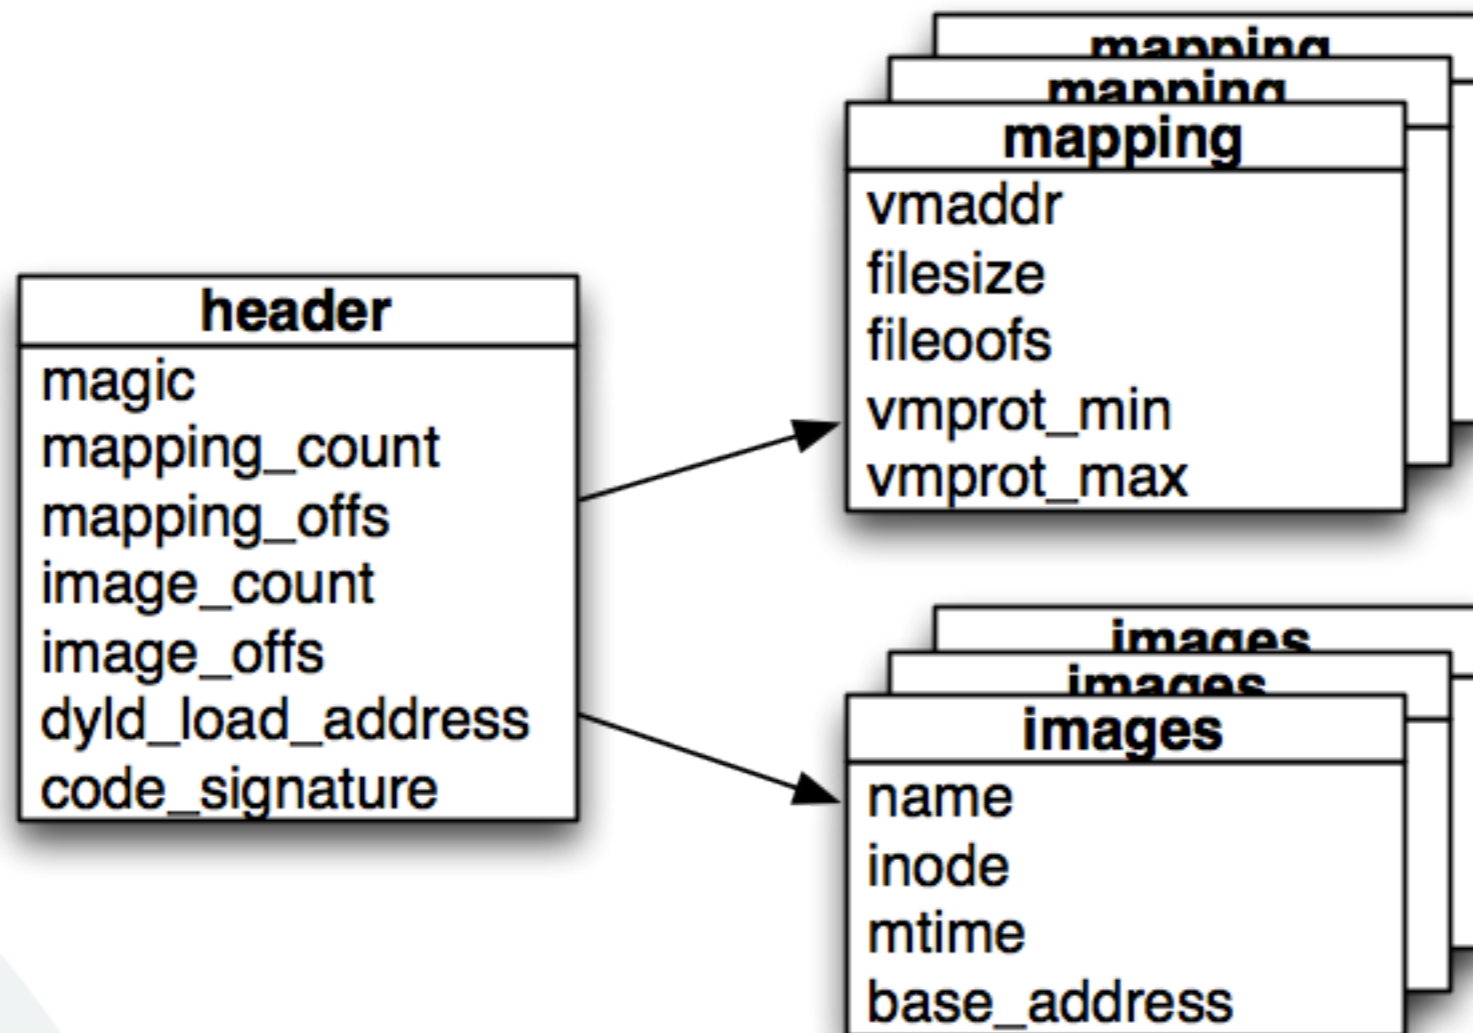 header
magic
mapping_count
mapping_offs
image_count
image_offs
dyld_load_address
code_signature
mapping
mapping
mapping
vmaddr
filesize
fileoofs
vmprot_min
vmprot_max
images
images
images
name
inode
mtime
base_address